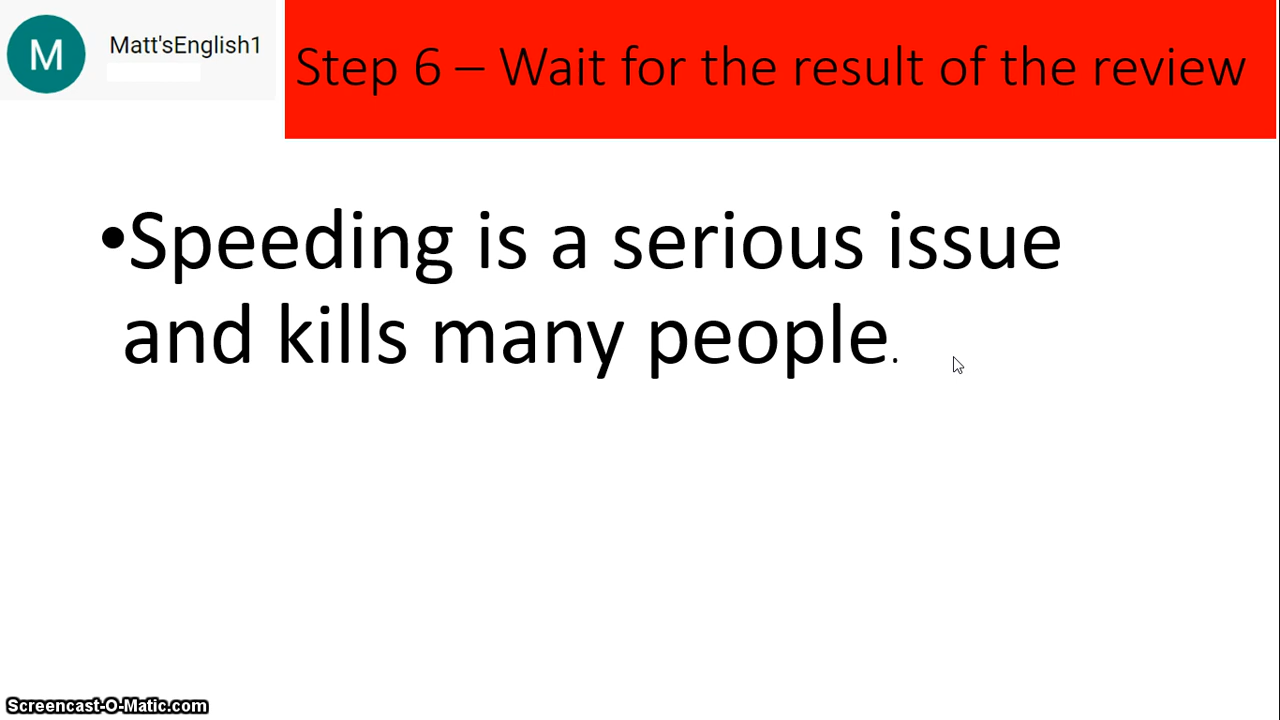 M
Matt'sEnglish1
Step 6 – Wait for the result of the review
•Speeding is a serious issue
and kills many people.
Screencast-O-Matic.com